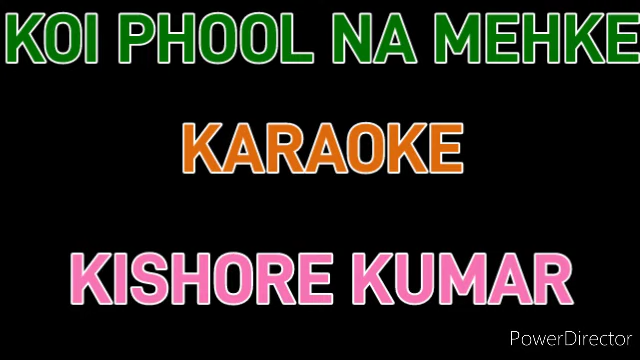 KOI PHOOL NA MEHKE
KARAOKE
KISHORE KUMAR
PowerDirector